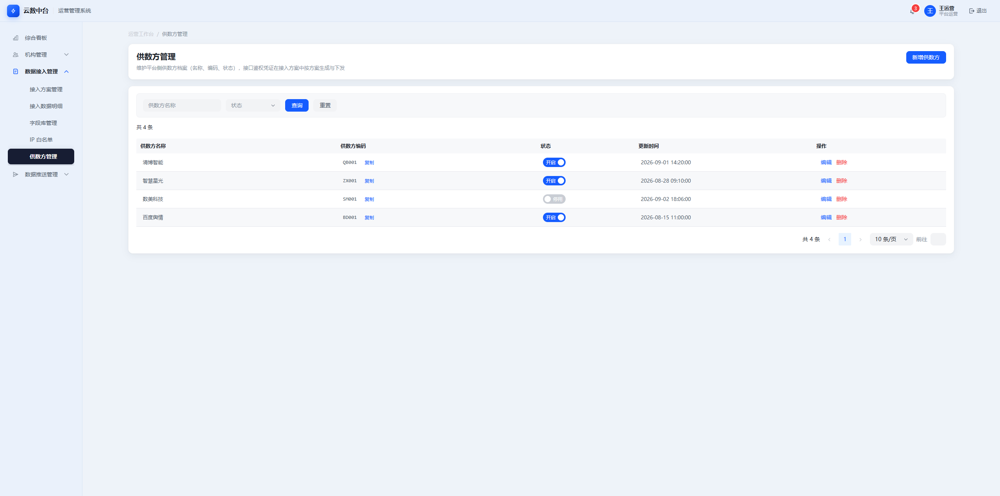 云数中台 运营管理系统 3 王 王运营 平台运营 退出
综合看板
机构管理
数据接入管理
接入方案管理
接入数据明细
字段库管理
IP 白名单
供数方管理
数据推送管理
运营工作台 / 供数方管理
供数方管理 新增供数方
维护平台侧供数方档案（名称、编码、状态），接口鉴权凭证在接入方案中按方案生成与下发
供数方名称 状态 查询 重置
共 4 条
供数方名称 供数方编码 状态 更新时间 操作
清博智能 QB001 复制 开启 2026-09-01 14:20:00 编辑 删除
智慧星光 ZX001 复制 开启 2026-08-28 09:10:00 编辑 删除
数美科技 SM001 复制 停用 2026-09-02 18:06:00 编辑 删除
百度舆情 BD001 复制 开启 2026-08-15 11:00:00 编辑 删除
共 4 条 1 10 条/页 前往